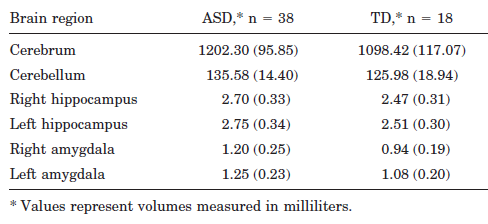 Brain region ASD,* n = 38 TD,* n = 18
Cerebrum 1202.30 (95.85) 1098.42 (117.07)
Cerebellum 135.58 (14.40) 125.98 (18.94)
Right hippocampus 2.70 (0.33) 2.47 (0.31)
Left hippocampus 2.75 (0.34) 2.51 (0.30)
Right amygdala 1.20 (0.25) 0.94 (0.19)
Left amygdala 1.25 (0.23) 1.08 (0.20)
* Values represent volumes measured in milliliters.